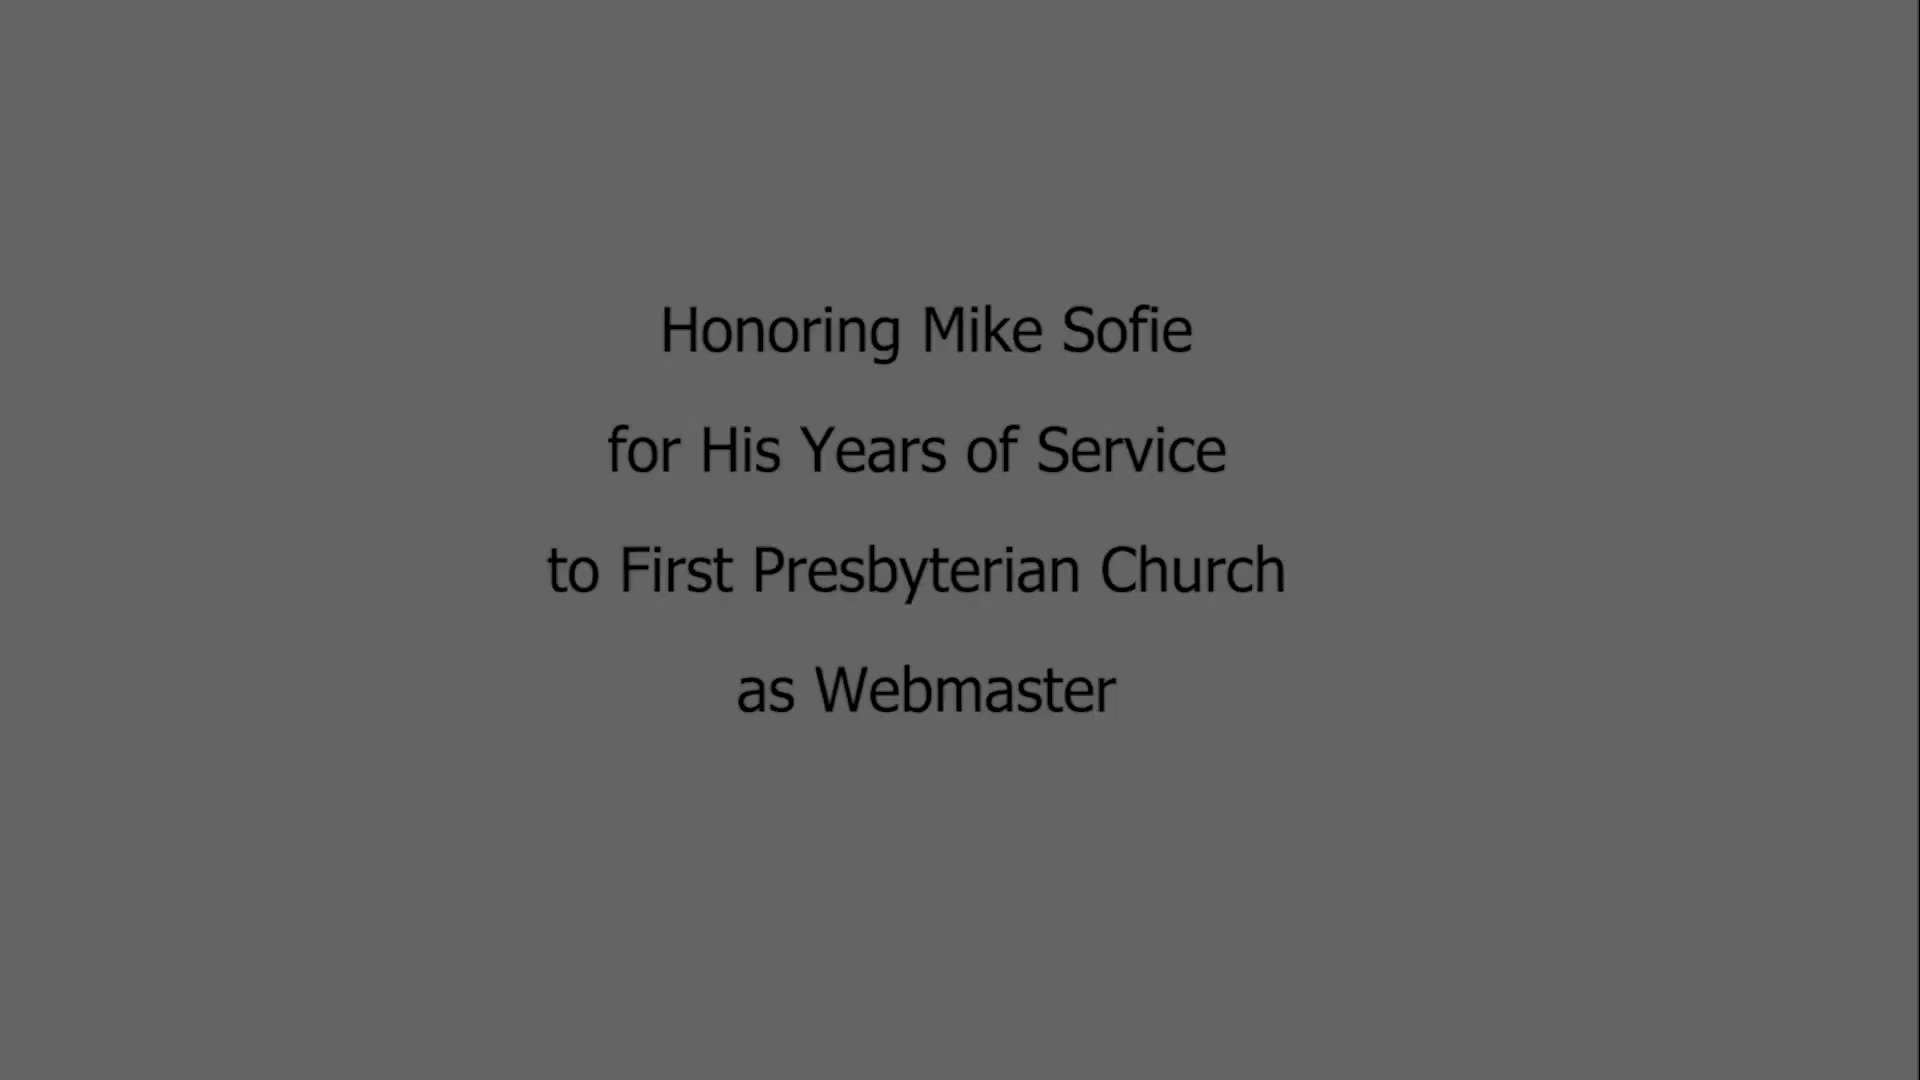 Honoring Mike Sofie
for His Years of Service
to First Presbyterian Church
as Webmaster